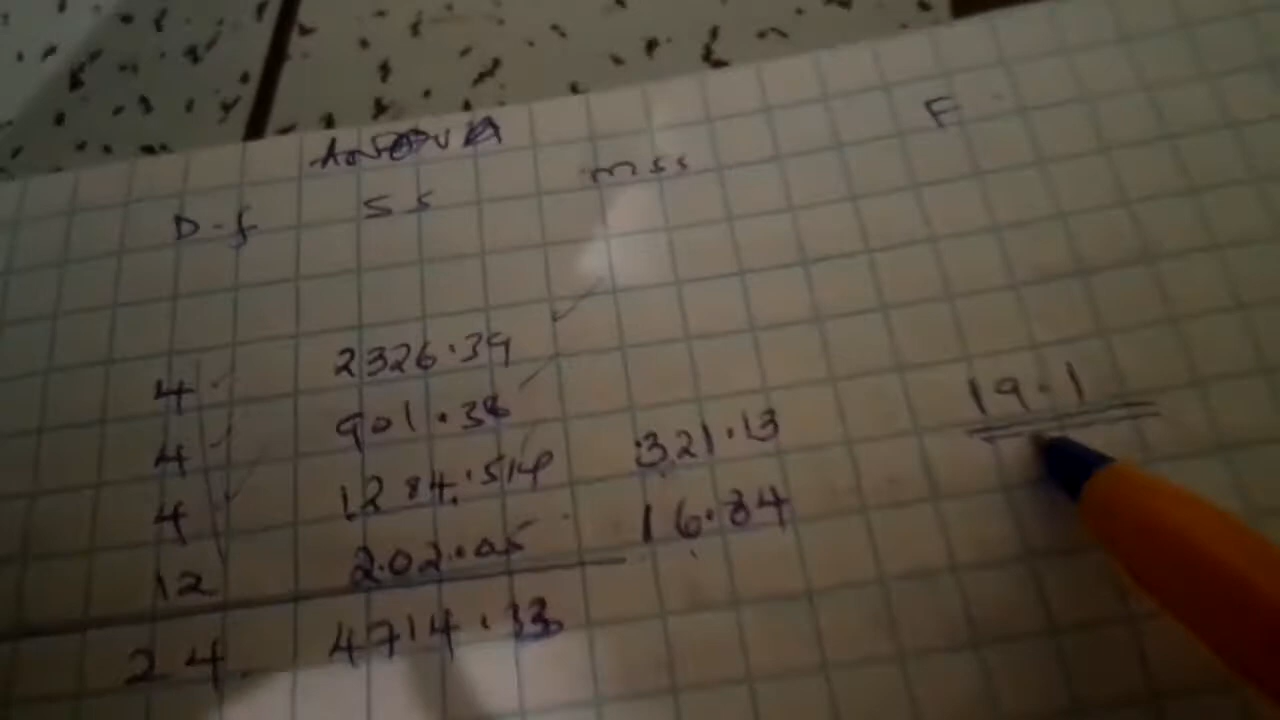 ANOVA
D.f SS mss F
4 2326.39
4 901.38
4 1284.514 321.13 19.1
12 202.05 16.84
24 4714.33